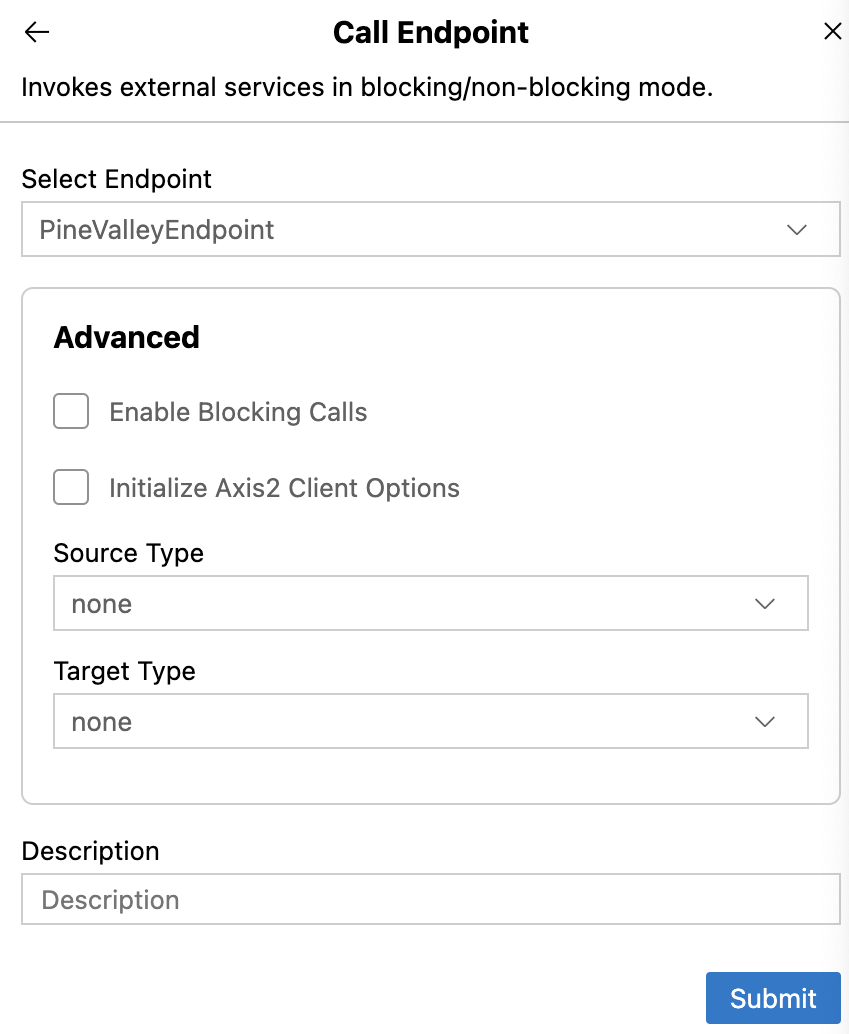 Call Endpoint
Invokes external services in blocking/non-blocking mode.
Select Endpoint
PineValleyEndpoint
Advanced
Enable Blocking Calls
Initialize Axis2 Client Options
Source Type
none
Target Type
none
Description
Description
Submit